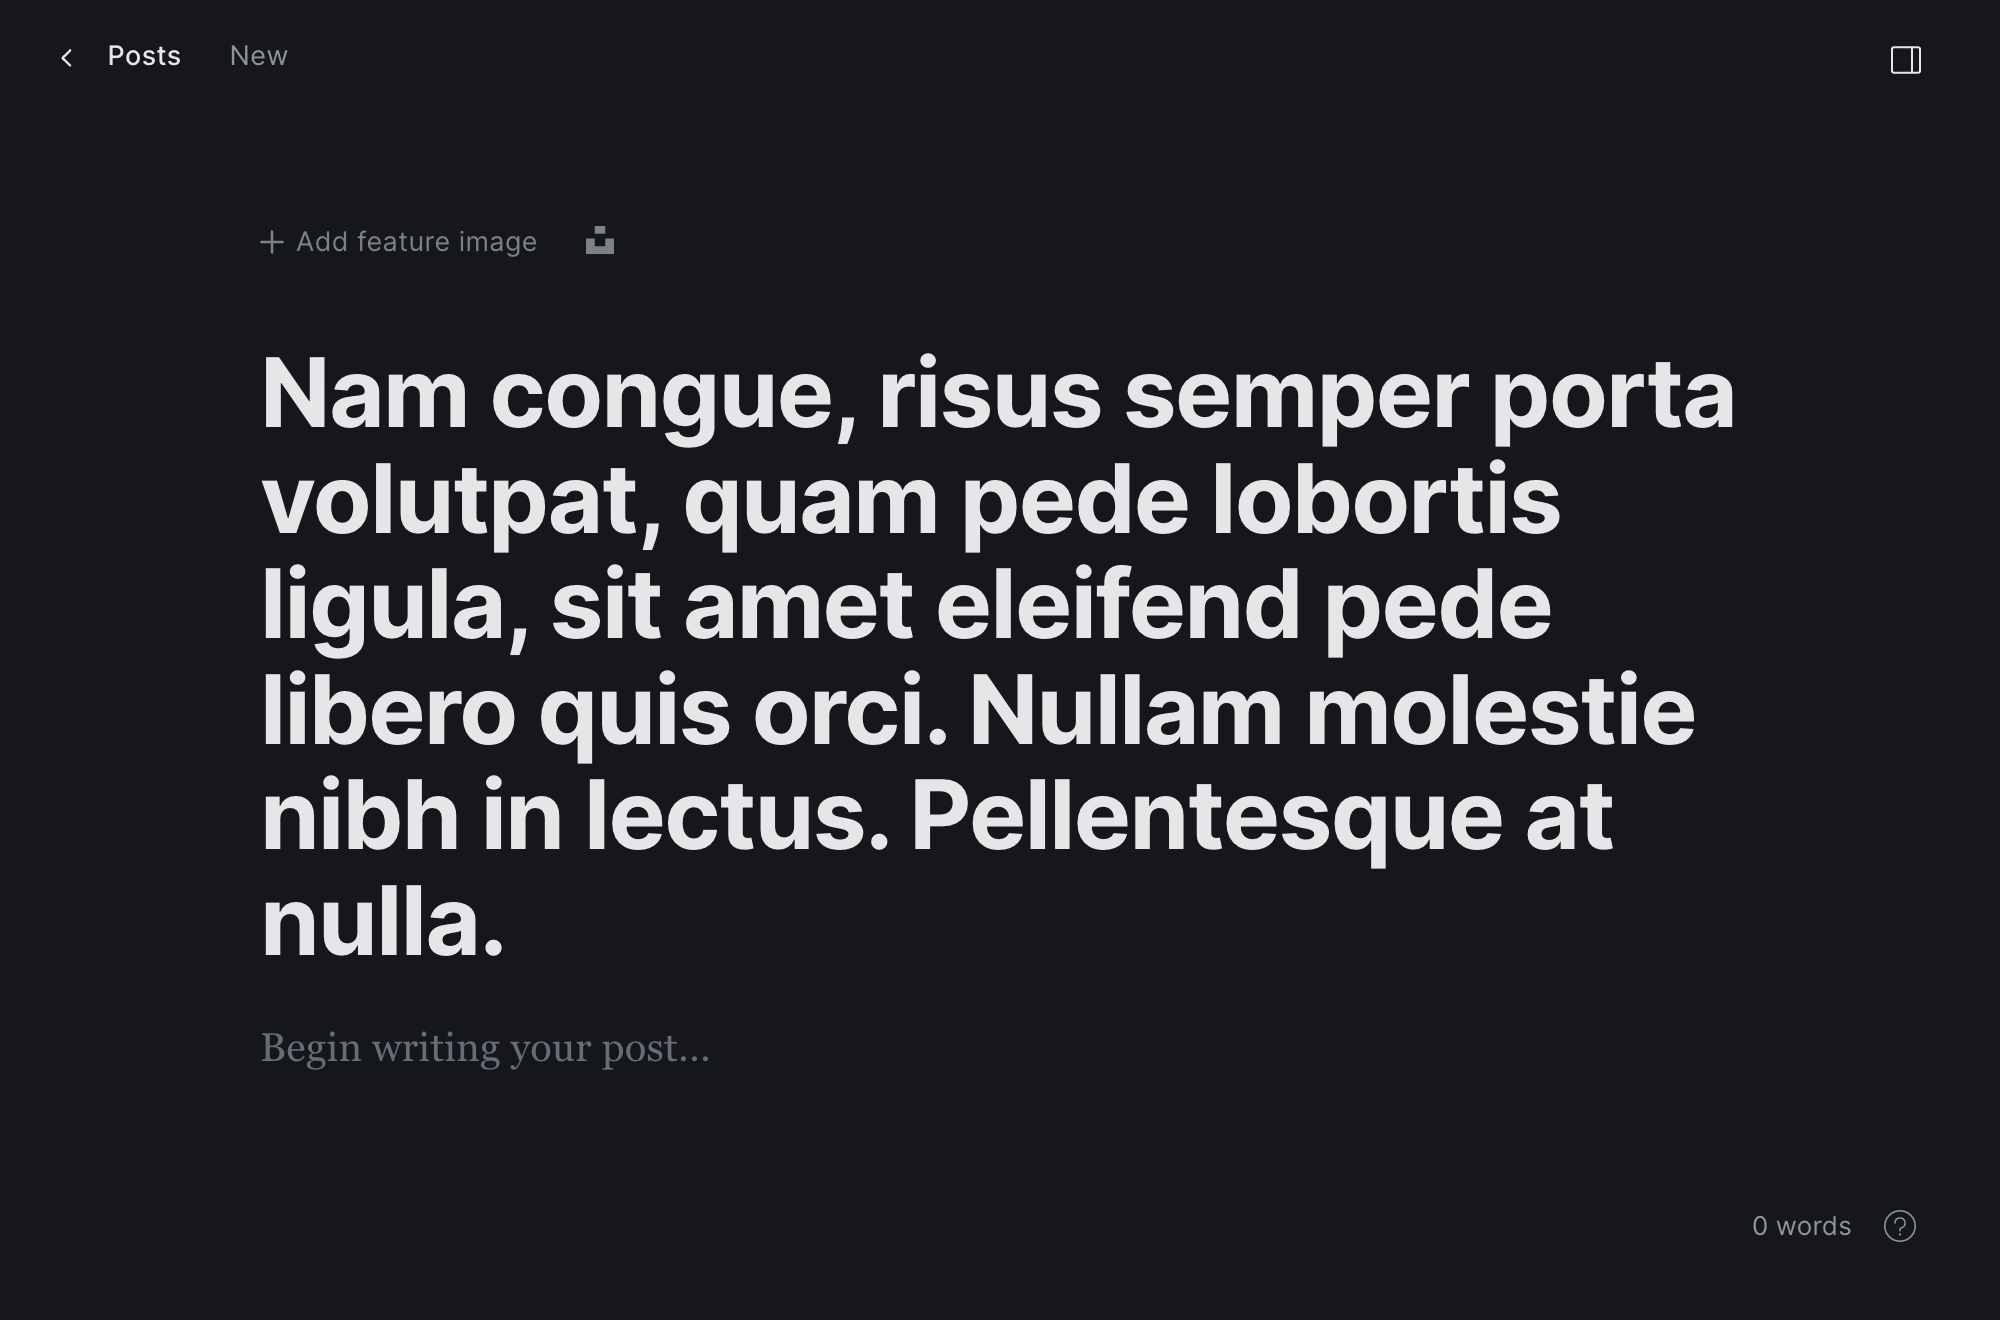 Posts New
+ Add feature image
Nam congue, risus semper porta
volutpat, quam pede lobortis
ligula, sit amet eleifend pede
libero quis orci. Nullam molestie
nibh in lectus. Pellentesque at
nulla.
Begin writing your post...
0 words ?